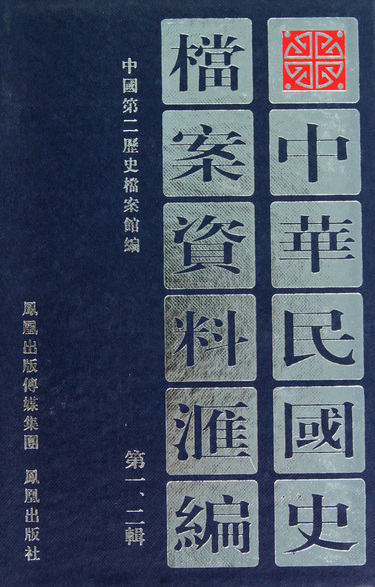 中華民國史
檔案資料滙編
中國第二歷史檔案館編
第一、二輯
鳳凰出版傳媒集團 鳳凰出版社